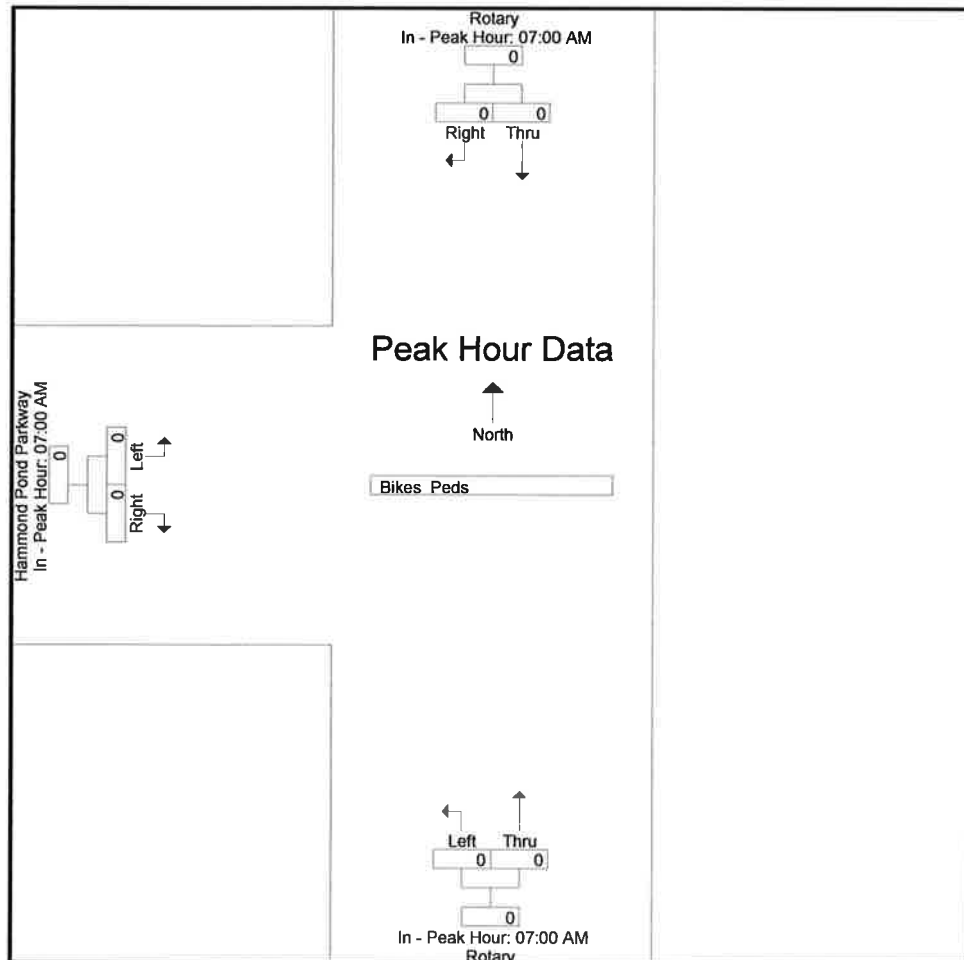 Rotary
In - Peak Hour: 07:00 AM
0
0 0
Right Thru
Peak Hour Data
North
Bikes Peds
Hammond Pond Parkway
In - Peak Hour: 07:00 AM
0
0 0
Left
Right
Left Thru
0 0
0
In - Peak Hour: 07:00 AM
Rotary